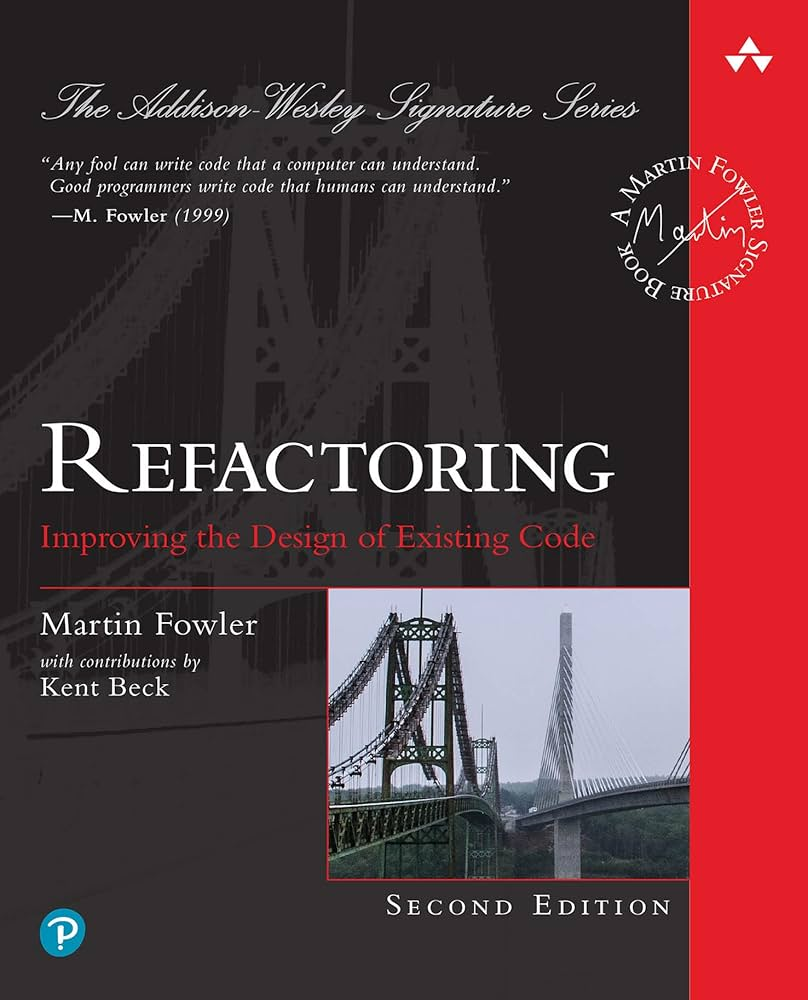 The Addison-Wesley Signature Series
“Any fool can write code that a computer can understand.
Good programmers write code that humans can understand.”
—M. Fowler (1999)
A MARTIN FOWLER SIGNATURE BOOK
Martin
REFACTORING
Improving the Design of Existing Code
Martin Fowler
with contributions by
Kent Beck
SECOND EDITION
P